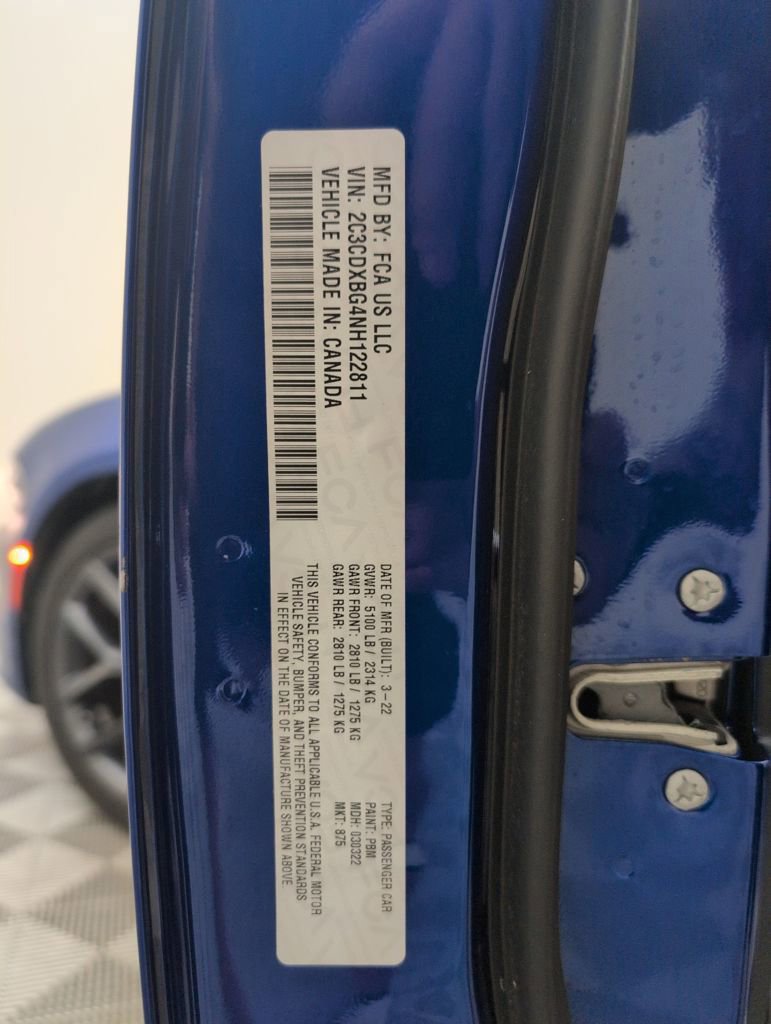 MFD BY: FCA US LLC
VIN: 2C3CDXBG4NH122811
VEHICLE MADE IN: CANADA
DATE OF MFR (BUILT): 3-22
GVWR: 5100 LB / 2314 KG
GAWR FRONT: 2810 LB / 1275 KG
GAWR REAR: 2810 LB / 1275 KG
TYPE: PASSENGER CAR
PAINT: PBM
MDH: 030322
MKT: 875
THIS VEHICLE CONFORMS TO ALL APPLICABLE U.S.A. FEDERAL MOTOR
VEHICLE SAFETY, BUMPER, AND THEFT PREVENTION STANDARDS
IN EFFECT ON THE DATE OF MANUFACTURE SHOWN ABOVE.
FCA